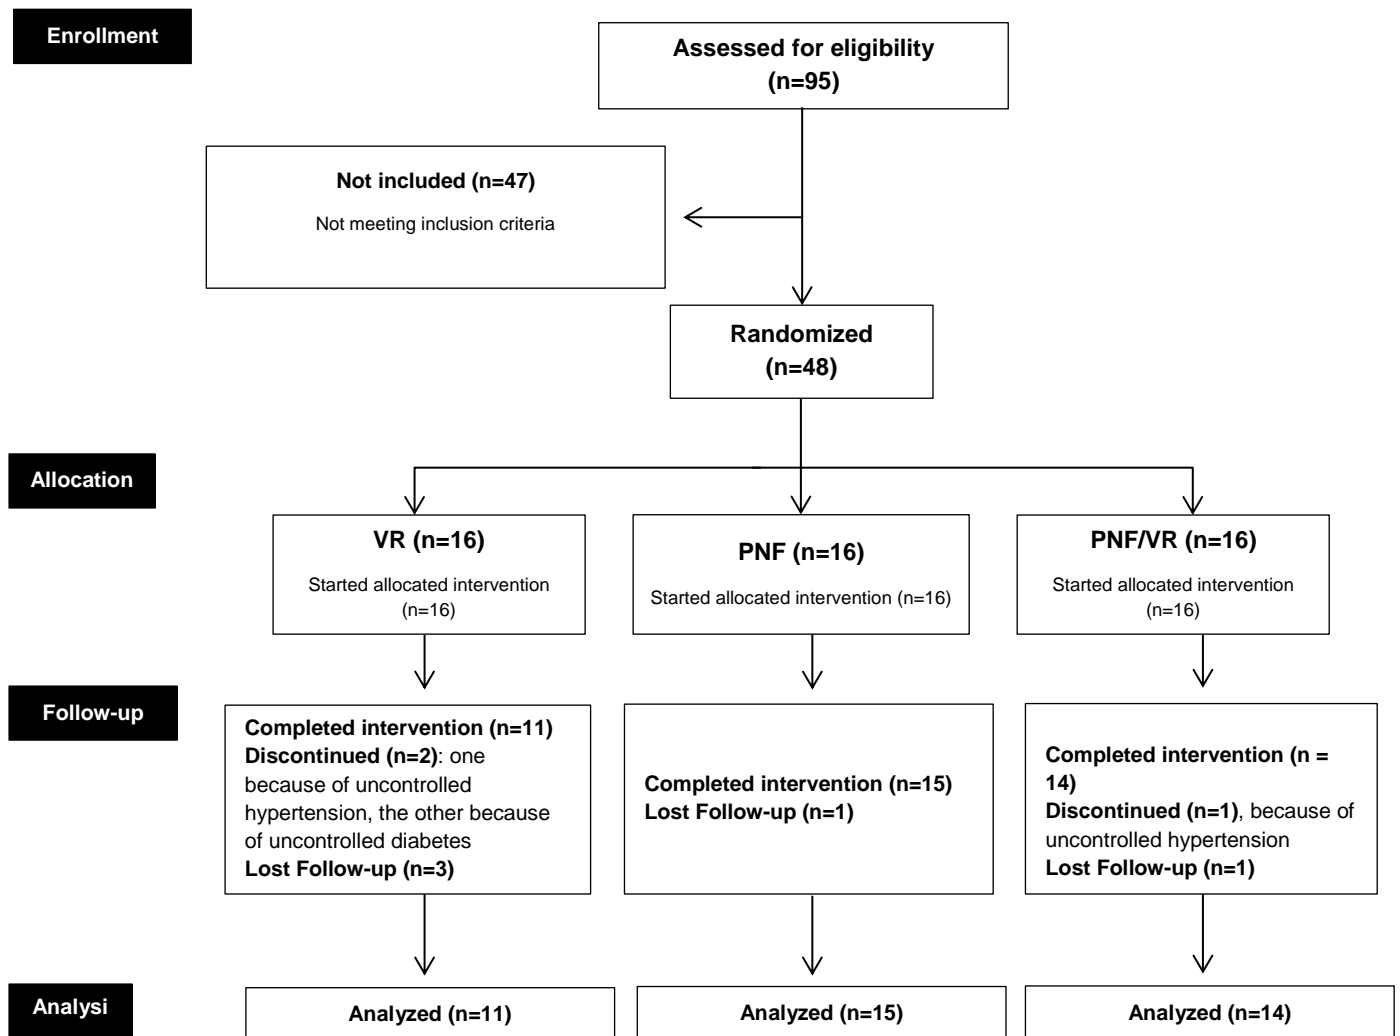 Enrollment
Assessed for eligibility
(n=95)
Not included (n=47)
Not meeting inclusion criteria
Randomized
(n=48)
Allocation
VR (n=16)
Started allocated intervention
(n=16)
PNF (n=16)
Started allocated intervention (n=16)
PNF/VR (n=16)
Started allocated intervention
(n=16)
Follow-up
Completed intervention (n=11)
Discontinued (n=2): one
because of uncontrolled
hypertension, the other because
of uncontrolled diabetes
Lost Follow-up (n=3)
Completed intervention (n=15)
Lost Follow-up (n=1)
Completed intervention (n =
14)
Discontinued (n=1), because of
uncontrolled hypertension
Lost Follow-up (n=1)
Analysi
Analyzed (n=11)
Analyzed (n=15)
Analyzed (n=14)